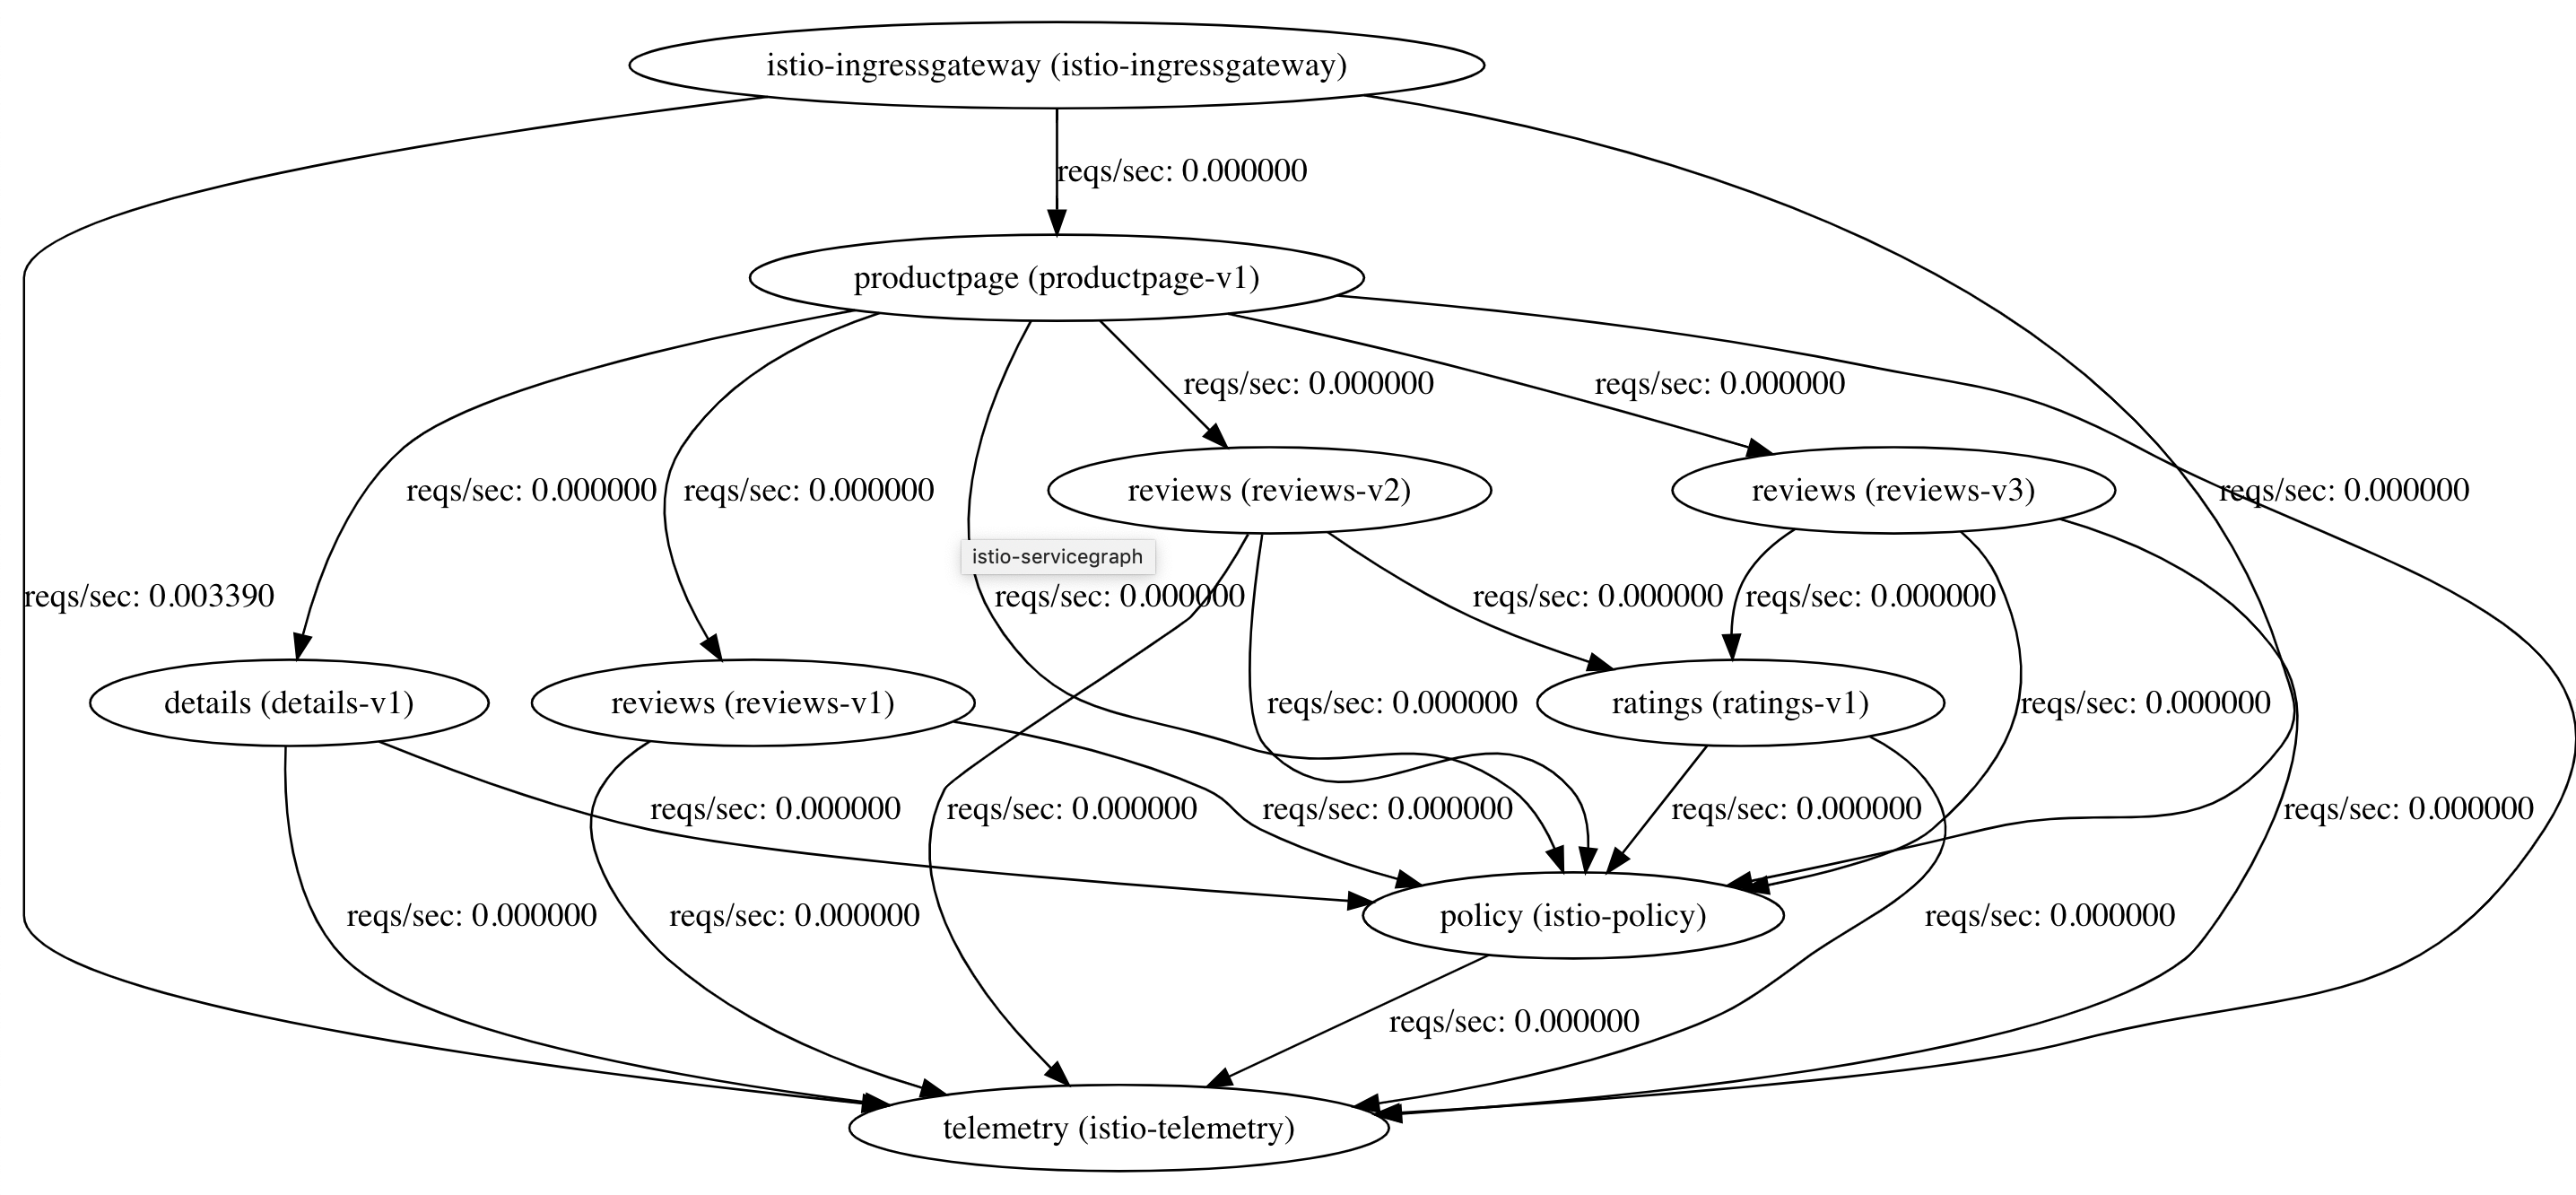 istio-ingressgateway (istio-ingressgateway)
reqs/sec: 0.000000
productpage (productpage-v1)
reqs/sec: 0.000000
reqs/sec: 0.000000
reqs/sec: 0.000000
reqs/sec: 0.000000
reviews (reviews-v2)
reviews (reviews-v3)
reqs/sec: 0.000000
istio-servicegraph
reqs/sec: 0.003390
reqs/sec: 0.000000
reqs/sec: 0.000000
reqs/sec: 0.000000
details (details-v1)
reviews (reviews-v1)
reqs/sec: 0.000000
ratings (ratings-v1)
reqs/sec: 0.000000
reqs/sec: 0.000000
reqs/sec: 0.000000
reqs/sec: 0.000000
reqs/sec: 0.000000
reqs/sec: 0.000000
reqs/sec: 0.000000
reqs/sec: 0.000000
policy (istio-policy)
reqs/sec: 0.000000
reqs/sec: 0.000000
telemetry (istio-telemetry)